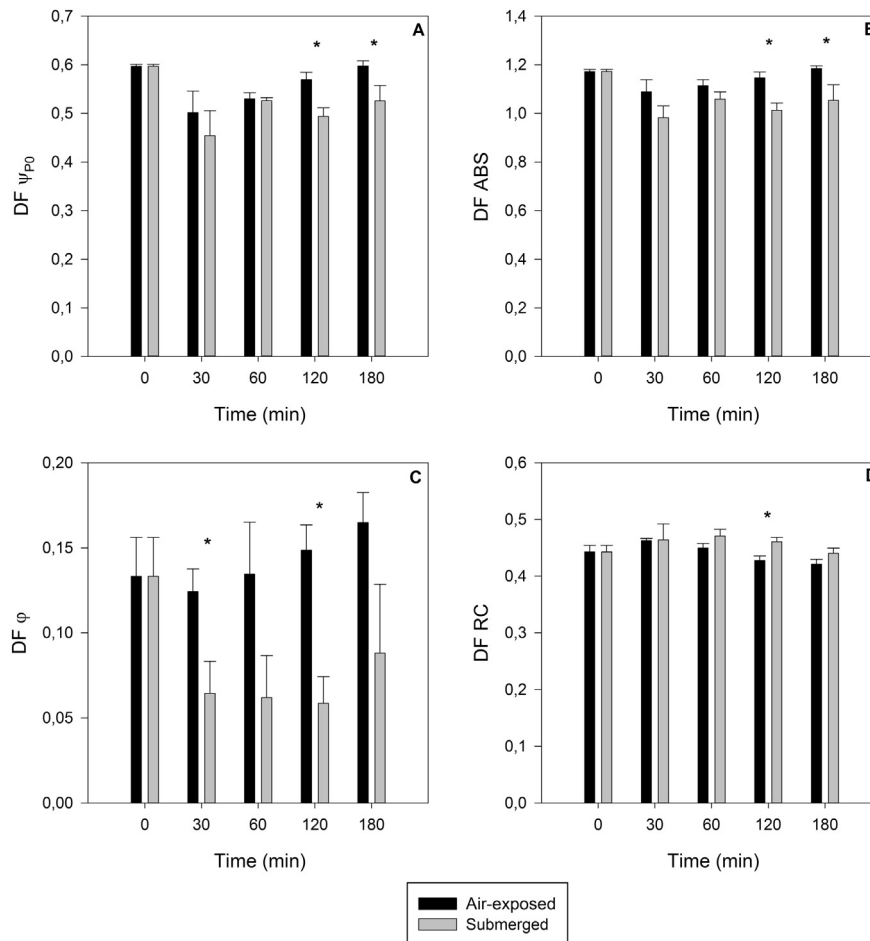 A
DF ψP0
0,7
0,6
0,5
0,4
0,3
0,2
0,1
0,0
* *
0 30 60 120 180
Time (min)
B
DF ABS
1,4
1,2
1,0
0,8
0,6
0,4
0,2
0,0
* *
0 30 60 120 180
Time (min)
C
DF φ
0,20
0,15
0,10
0,05
0,00
* *
0 30 60 120 180
Time (min)
D
DF RC
0,6
0,5
0,4
0,3
0,2
0,1
0,0
*
0 30 60 120 180
Time (min)
Air-exposed
Submerged